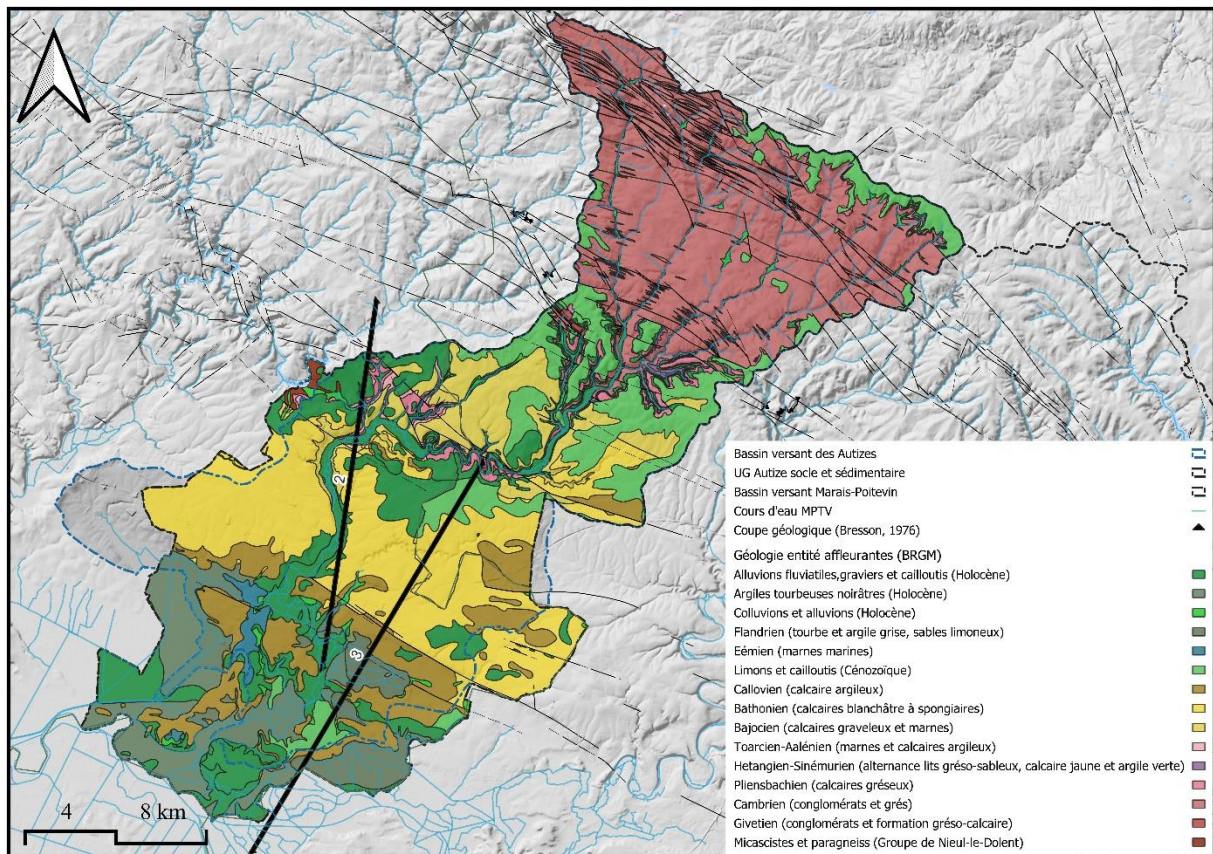 2
3
Bassin versant des Autizes
UG Autize socle et sédimentaire
Bassin versant Marais-Poitevin
Cours d'eau MPTV
Coupe géologique (Bresson, 1976)
Géologie entité affleurantes (BRGM)
Alluvions fluviatiles,graviers et cailloutis (Holocène)
Argiles tourbeuses noirâtres (Holocène)
Colluvions et alluvions (Holocène)
Flandrien (tourbe et argile grise, sables limoneux)
Eémien (marnes marines)
Limons et cailloutis (Cénozoïque)
Callovien (calcaire argileux)
Bathonien (calcaires blanchâtre à spongiaires)
Bajocien (calcaires graveleux et marnes)
Toarcien-Aalénien (marnes et calcaires argileux)
Hetangien-Sinémurien (alternance lits gréso-sableux, calcaire jaune et argile verte)
Pliensbachien (calcaires gréseux)
Cambrien (conglomérats et grés)
Givetien (conglomérats et formation gréso-calcaire)
Micascistes et paragneiss (Groupe de Nieul-le-Dolent)
4 8 km